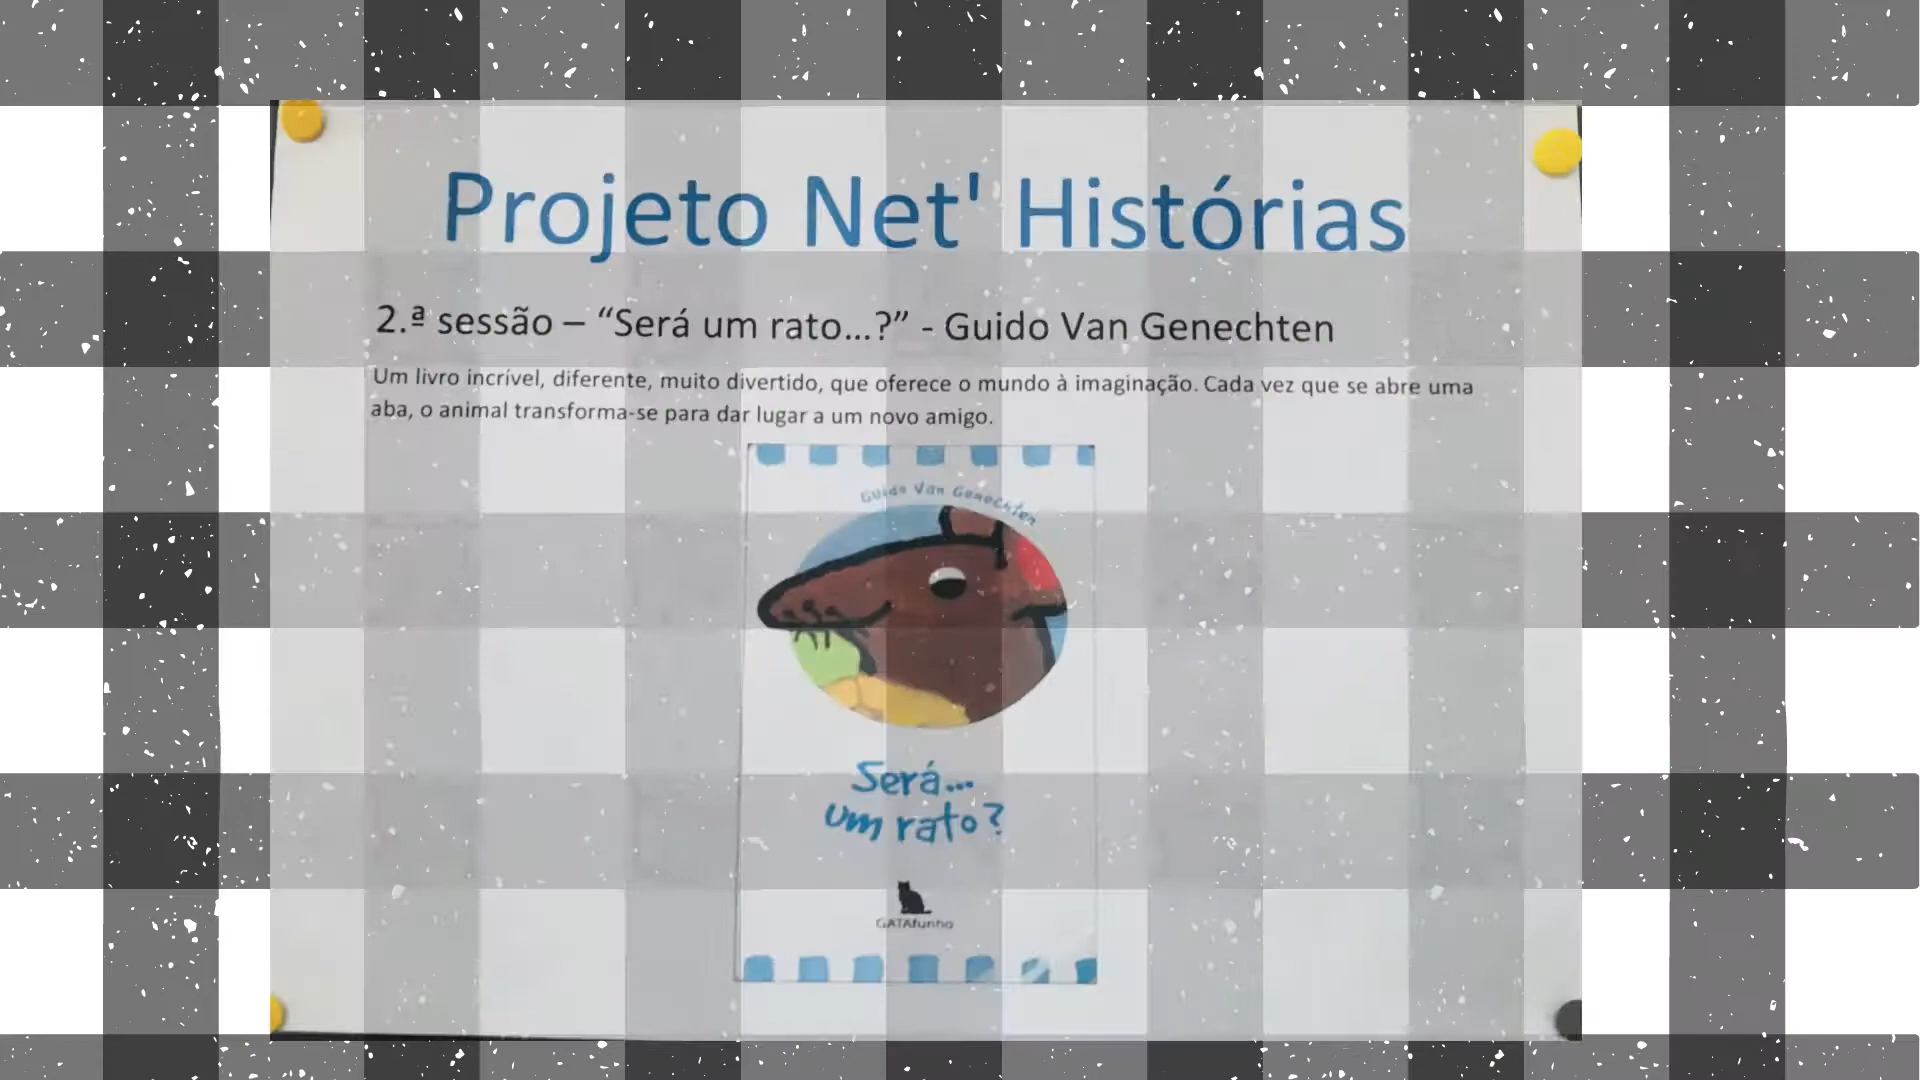 Projeto Net' Histórias
2.ª sessão – “Será um rato...?” - Guido Van Genechten
Um livro incrível, diferente, muito divertido, que oferece o mundo à imaginação. Cada vez que se abre uma
aba, o animal transforma-se para dar lugar a um novo amigo.
Guido Van Genechten
Será...
um rato?
GATAfunho